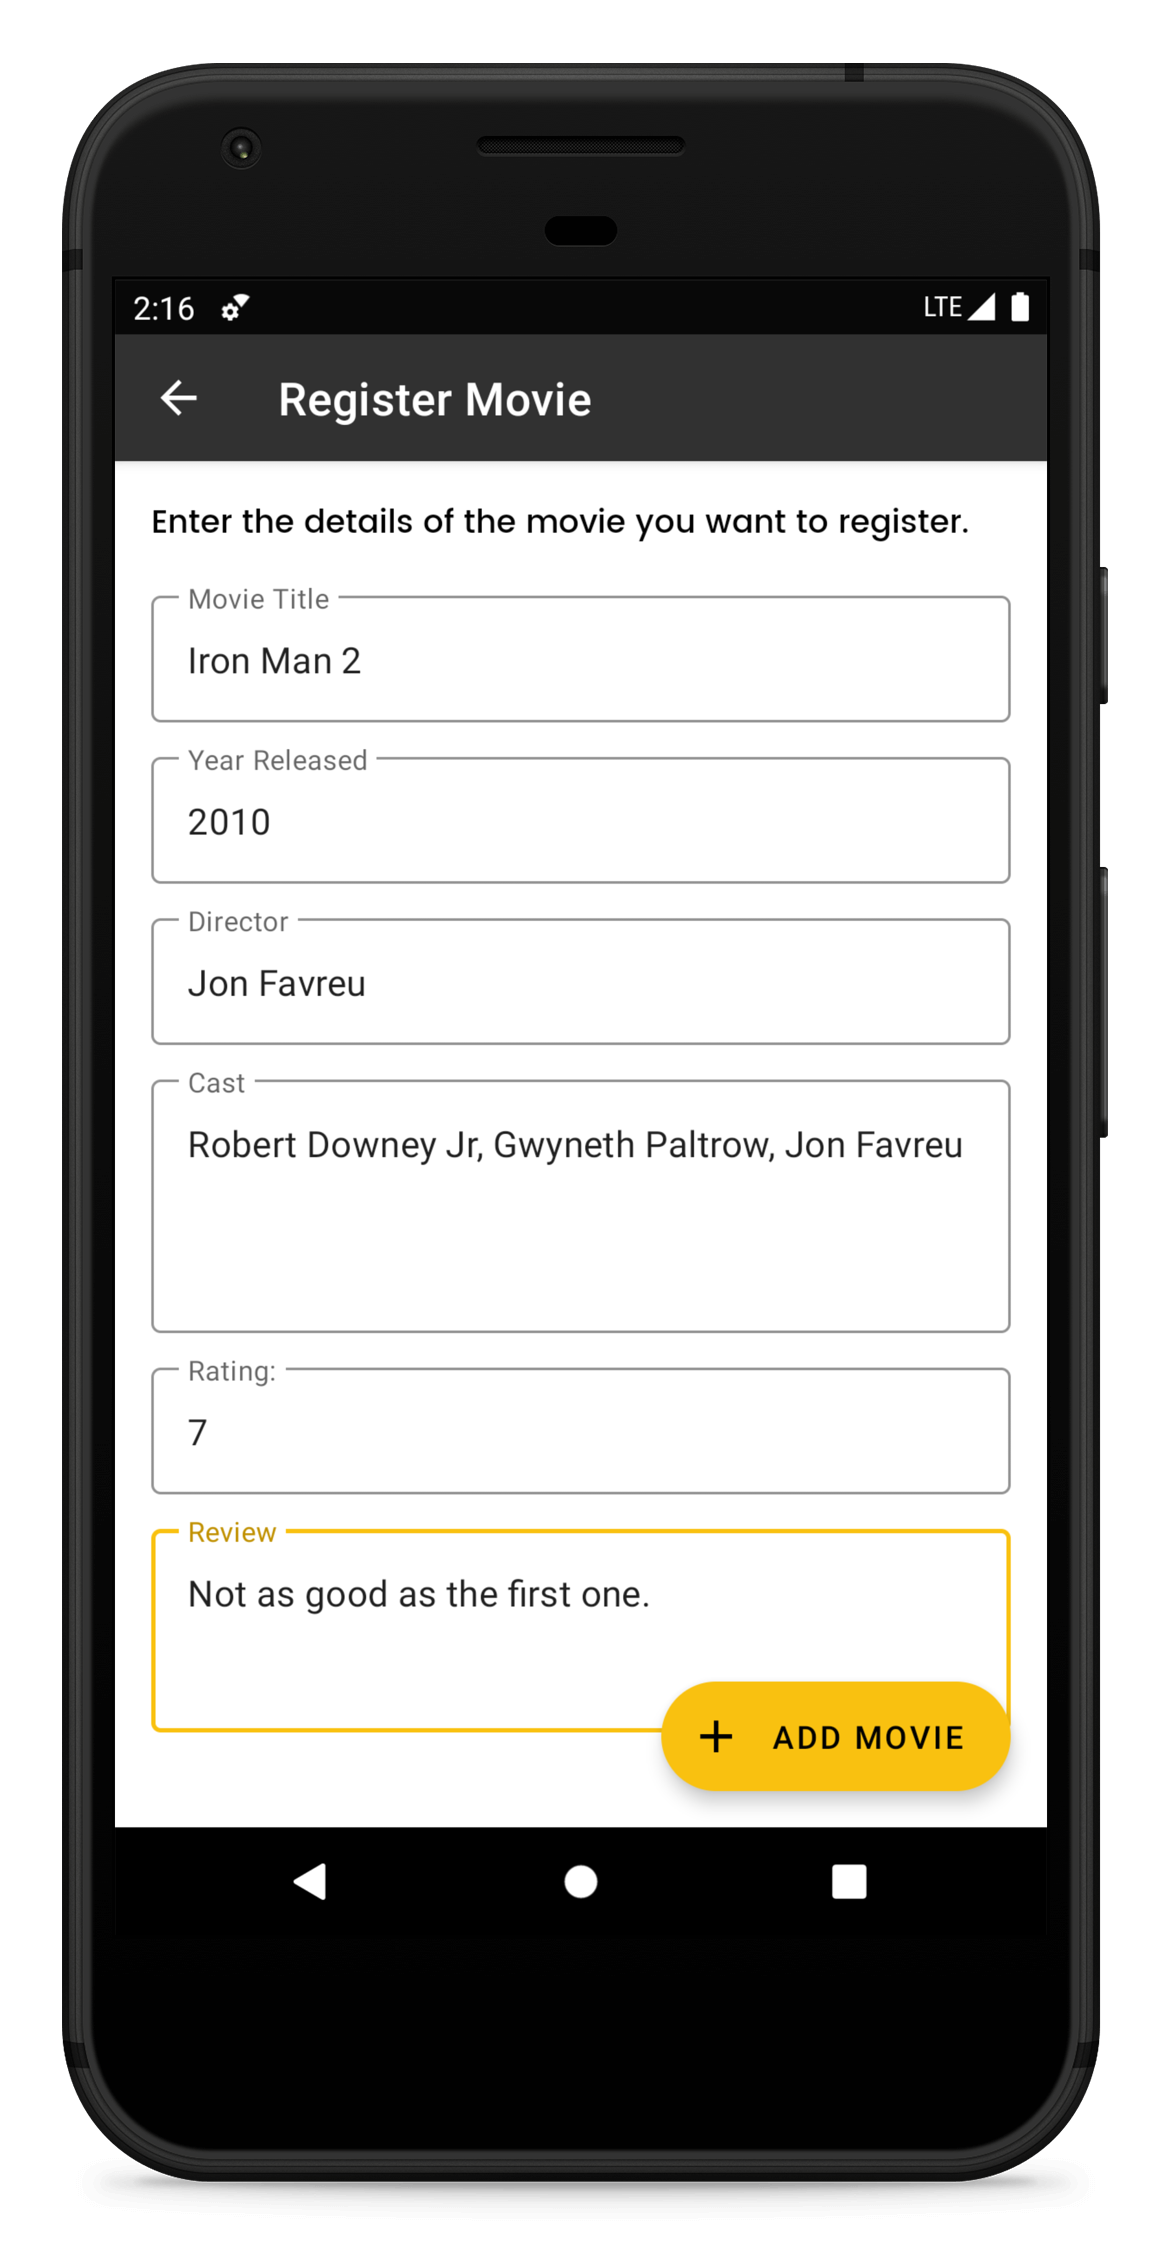 2:16
LTE
Register Movie
Enter the details of the movie you want to register.
Movie Title
Iron Man 2
Year Released
2010
Director
Jon Favreu
Cast
Robert Downey Jr, Gwyneth Paltrow, Jon Favreu
Rating:
7
Review
Not as good as the first one.
ADD MOVIE